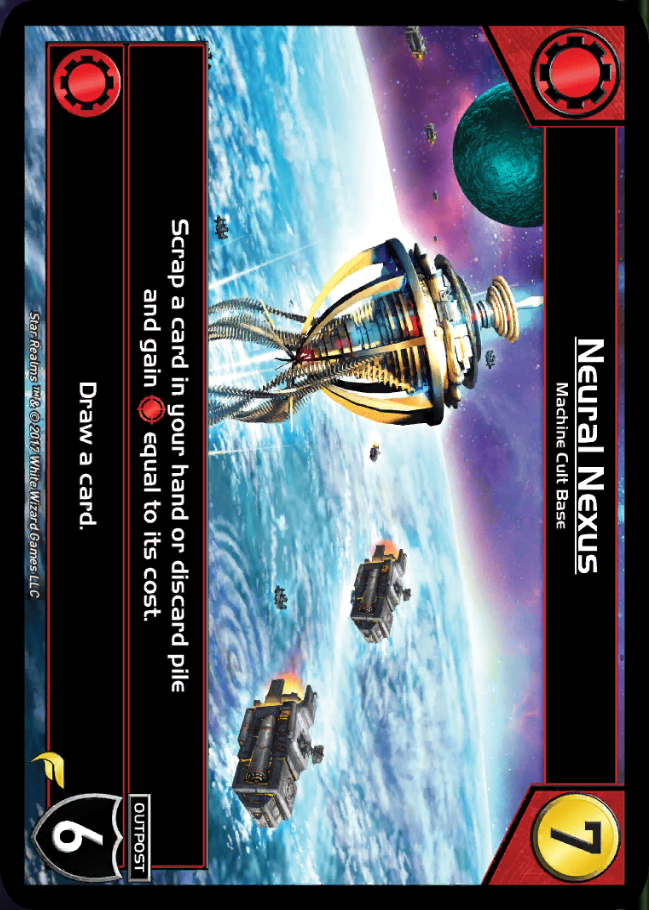 Neural Nexus
Machine Cult Base
7
Scrap a card in your hand or discard pile
and gain equal to its cost.
Draw a card.
OUTPOST
6
Star Realms ™ & © 2017 White Wizard Games LLC